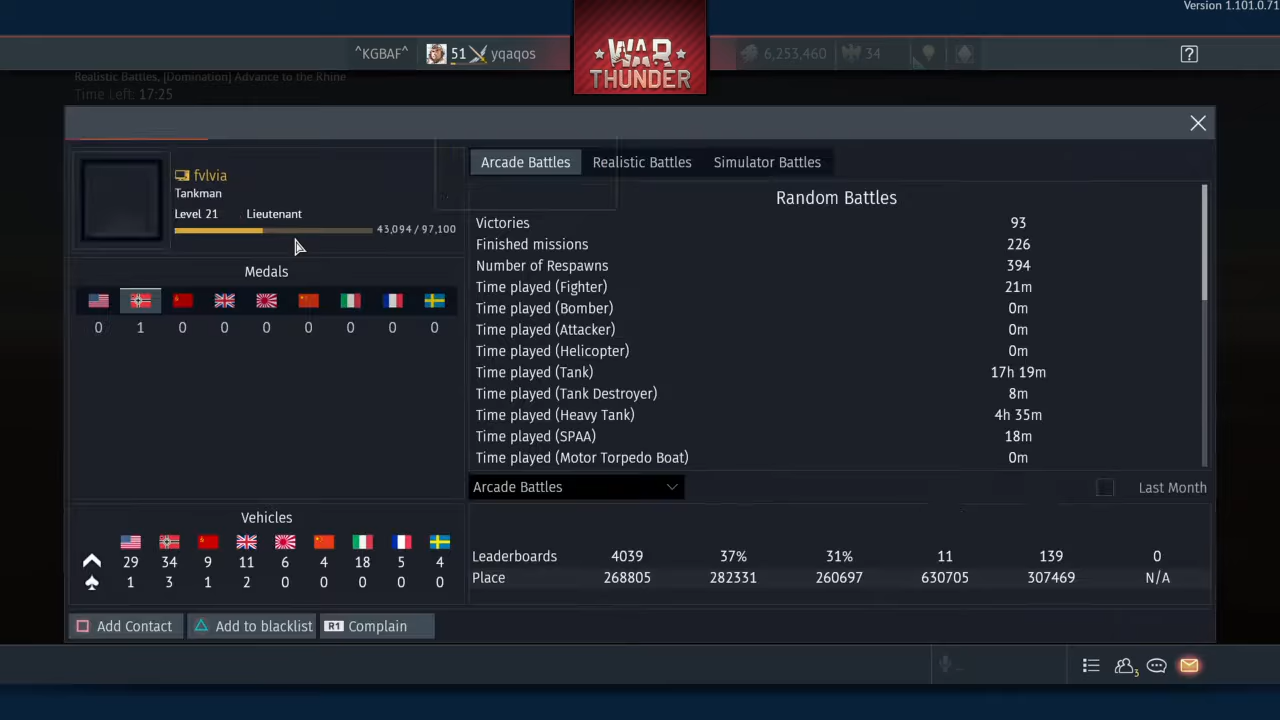 Version 1.101.0.71
^KGBAF^ 51 yqaqos
WAR THUNDER
6,253,460 34
?
Realistic Battles, [Domination] Advance to the Rhine
Time Left: 17:25
fvlvia
Tankman
Level 21 Lieutenant
43,094 / 97,100
Medals
0 1 0 0 0 0 0 0 0
Arcade Battles Realistic Battles Simulator Battles
Random Battles
Victories 93
Finished missions 226
Number of Respawns 394
Time played (Fighter) 21m
Time played (Bomber) 0m
Time played (Attacker) 0m
Time played (Helicopter) 0m
Time played (Tank) 17h 19m
Time played (Tank Destroyer) 8m
Time played (Heavy Tank) 4h 35m
Time played (SPAA) 18m
Time played (Motor Torpedo Boat) 0m
Arcade Battles Last Month
Vehicles
29 34 9 11 6 4 18 5 4
1 3 1 2 0 0 0 0 0
Leaderboards 4039 37% 31% 11 139 0
Place 268805 282331 260697 630705 307469 N/A
Add Contact Add to blacklist R1 Complain
3